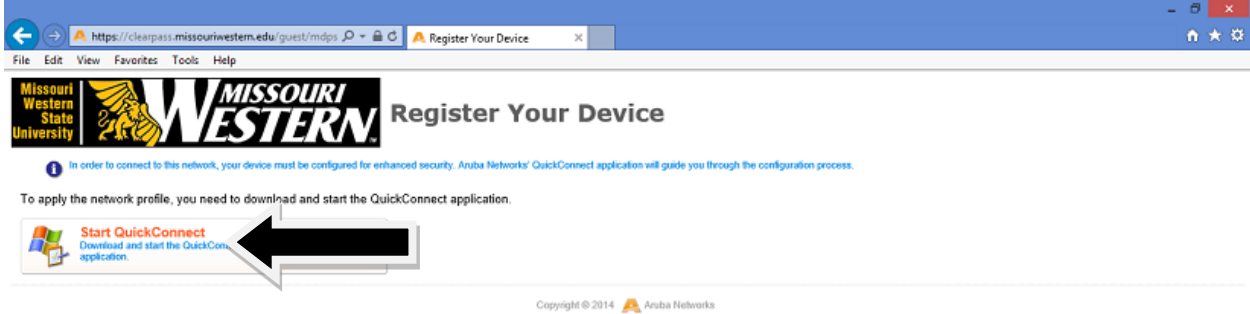 https://clearpass.missouriwestern.edu/guest/mdps
Register Your Device
File Edit View Favorites Tools Help
Missouri
Western
State
University
MISSOURI
WESTERN
Register Your Device
In order to connect to this network, your device must be configured for enhanced security. Aruba Networks' QuickConnect application will guide you through the configuration process.
To apply the network profile, you need to download and start the QuickConnect application.
Start QuickConnect
Download and start the
application.
Copyright © 2014 Aruba Networks